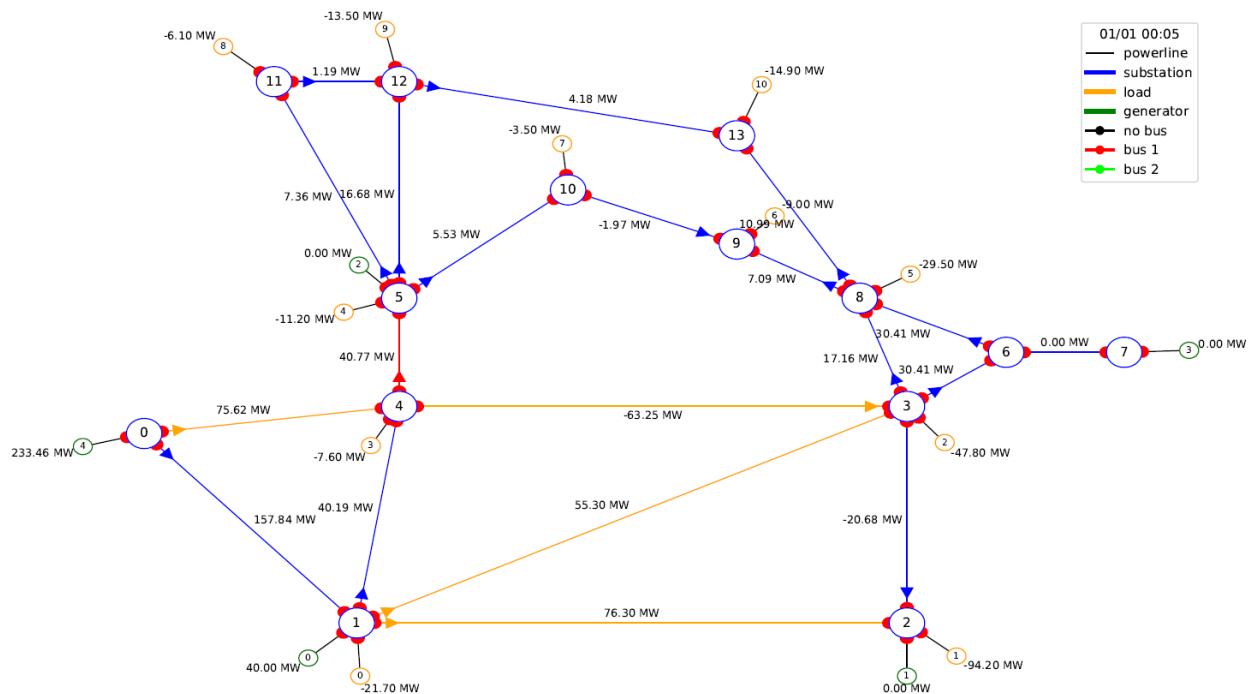 -13.50 MW
9
01/01 00:05
powerline
substation
load
generator
no bus
bus 1
bus 2
-6.10 MW
8
11
1.19 MW
12
-14.90 MW
10
4.18 MW
13
-3.50 MW
7
10
7.36 MW
16.68 MW
5.53 MW
-1.97 MW
6
-9.00 MW
10.99 MW
9
0.00 MW
2
7.09 MW
-29.50 MW
5
5
8
-11.20 MW
4
30.41 MW
40.77 MW
17.16 MW
6
0.00 MW
7
3
0.00 MW
30.41 MW
75.62 MW
4
-63.25 MW
3
0
4
233.46 MW
-7.60 MW
3
2
-47.80 MW
157.84 MW
40.19 MW
55.30 MW
-20.68 MW
76.30 MW
1
2
40.00 MW
0
0
-21.70 MW
1
-94.20 MW
1
0.00 MW